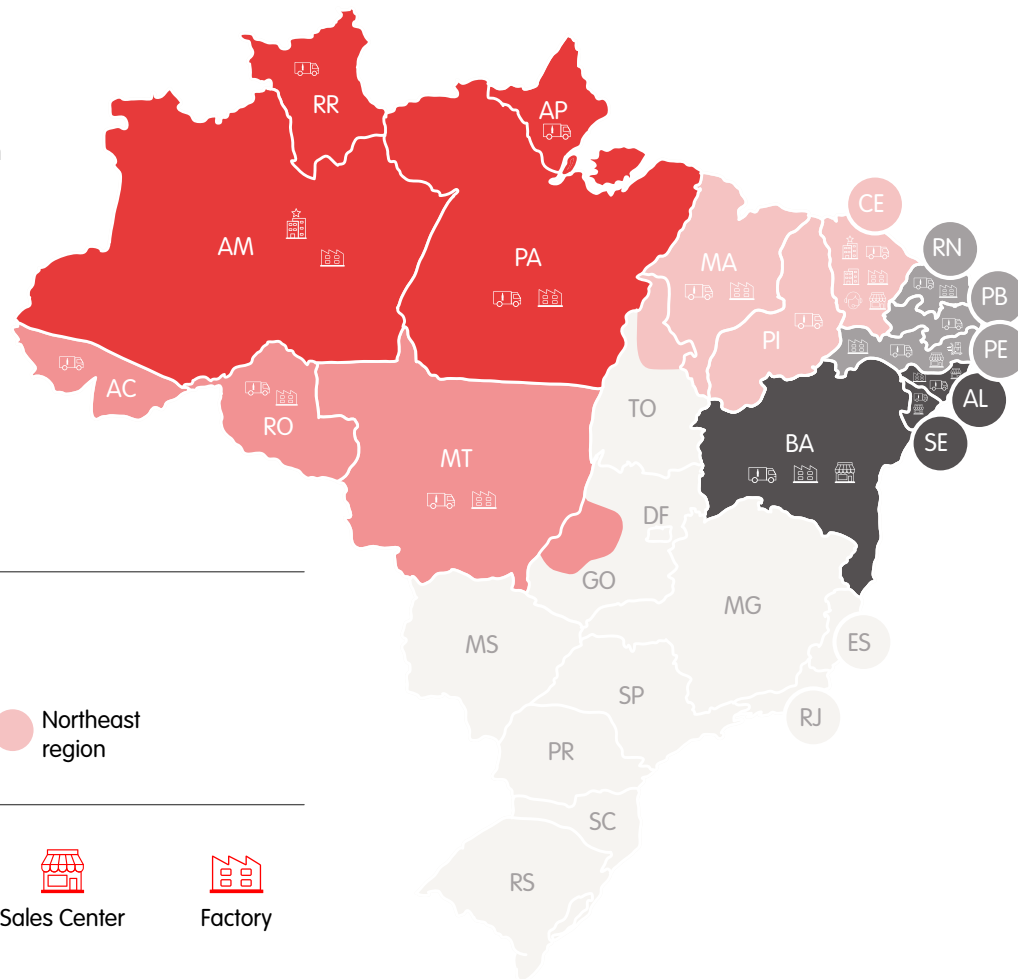 RR
AP
CE
AM
PA
MA
RN
PB
PI
PE
AC
RO
TO
AL
BA
SE
MT
DF
GO
MG
MS
ES
SP
RJ
PR
Northeast
region
SC
RS
Sales Center
Factory